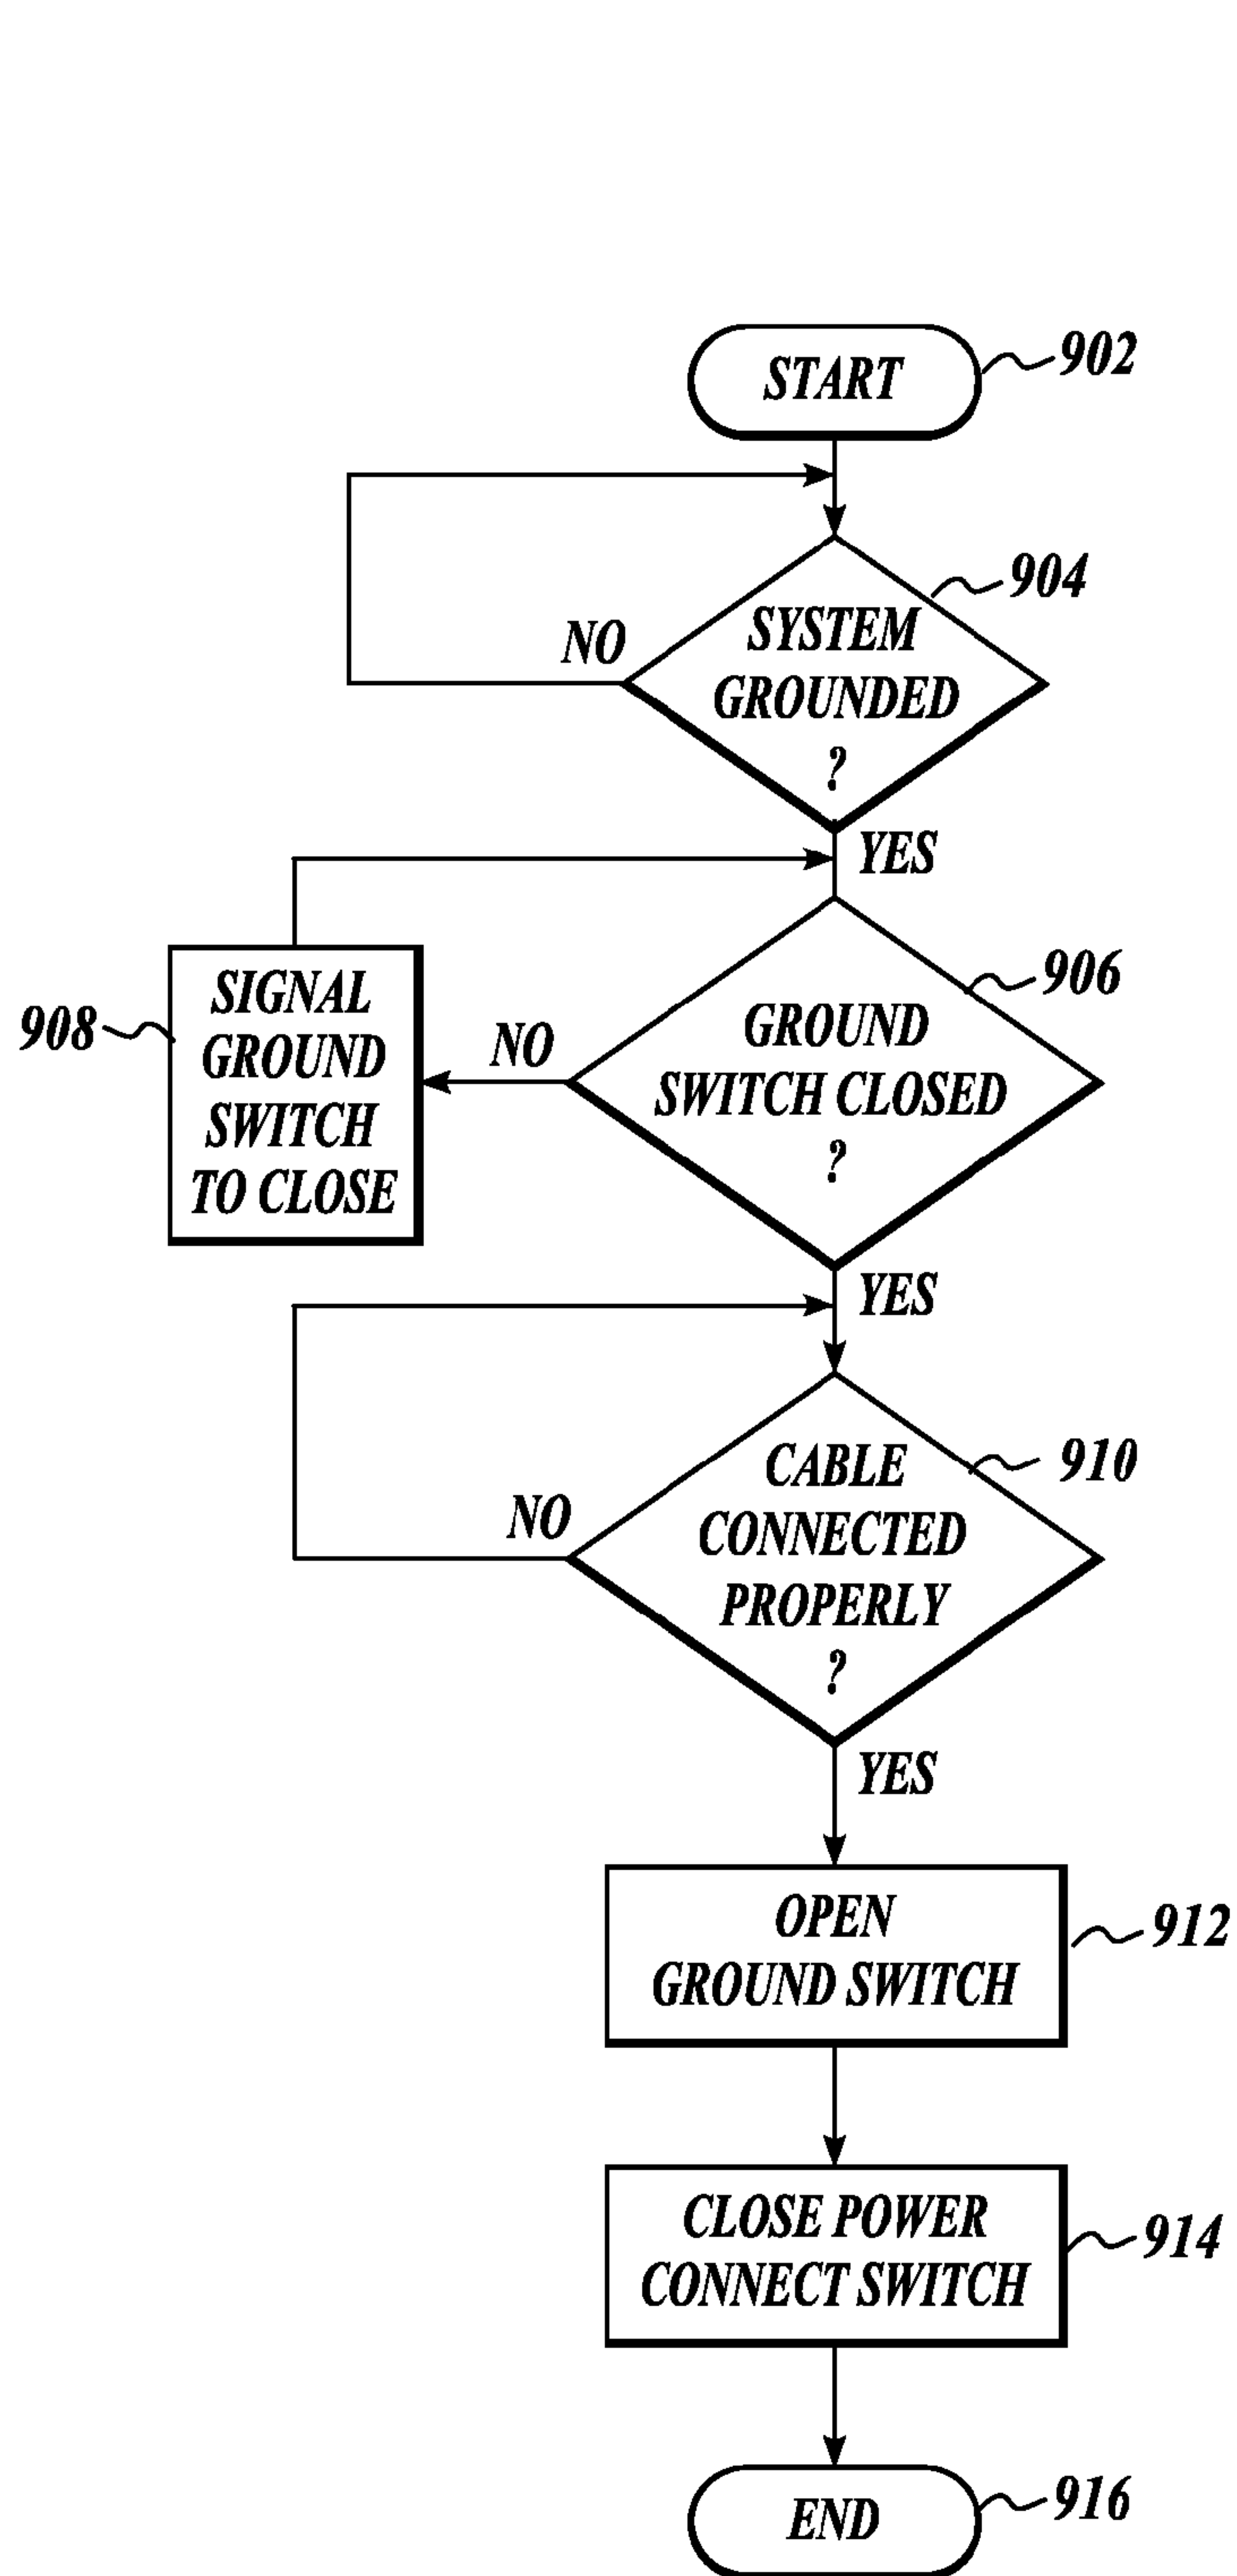 START
902
904
SYSTEM
GROUNDED
?
NO
YES
906
GROUND
SWITCH CLOSED
?
NO
908
SIGNAL
GROUND
SWITCH
TO CLOSE
YES
910
CABLE
CONNECTED
PROPERLY
?
NO
YES
OPEN
GROUND SWITCH
912
CLOSE POWER
CONNECT SWITCH
914
END
916